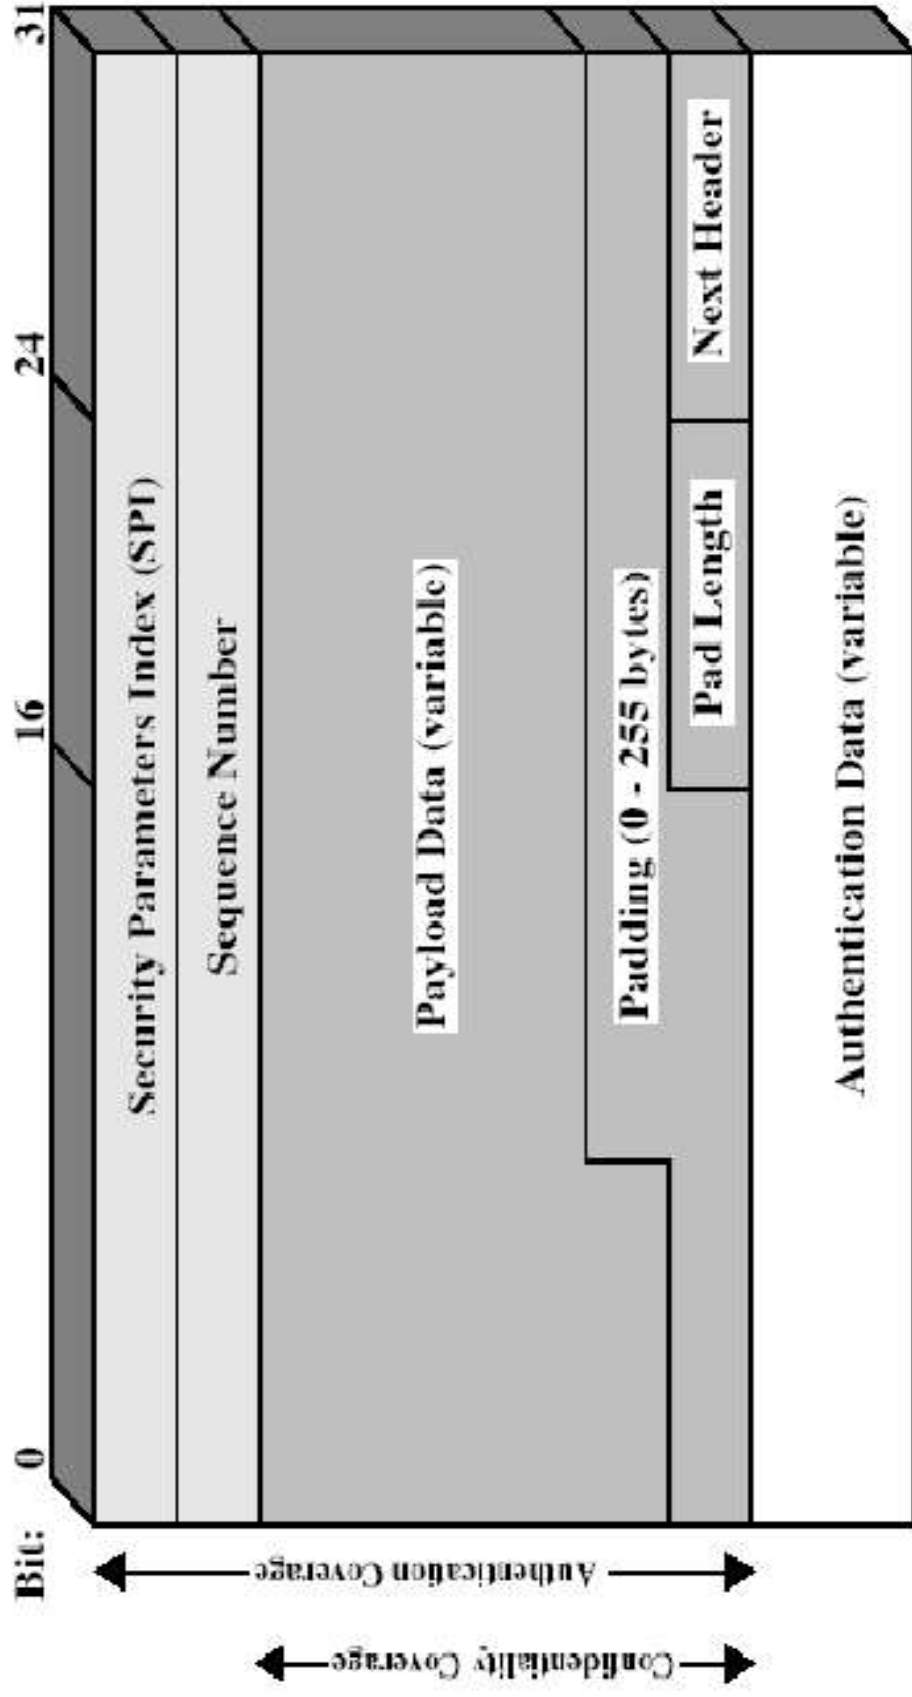 Bit: 0 16 24 31
Security Parameters Index (SPI)
Sequence Number
Payload Data (variable)
Padding (0 - 255 bytes)
Pad Length
Next Header
Authentication Data (variable)
Authentication Coverage
Confidentiality Coverage